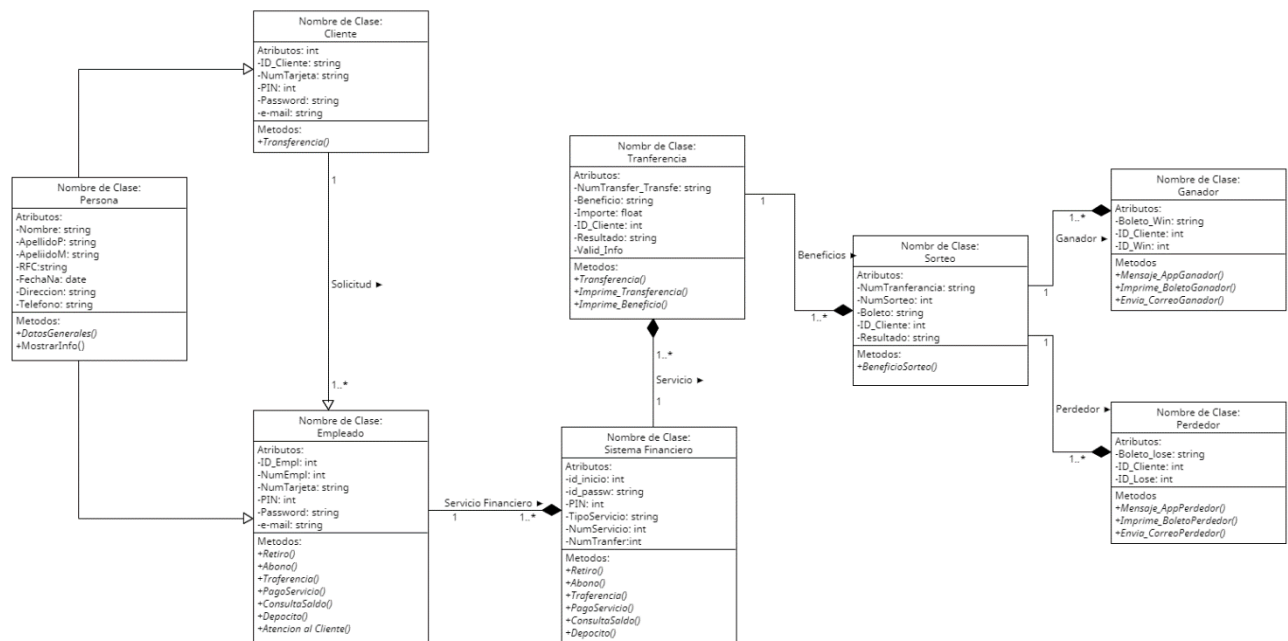 Nombre de Clase:
Cliente
Atributos: int
-ID_Cliente: string
-NumTarjeta: string
-PIN: int
-Password: string
-e-mail: string
Metodos:
+Transferencia()
1
Solicitud ►
1..*
Nombre de Clase:
Persona
Atributos:
-Nombre: string
-ApellidoP: string
-ApeliidoM: string
-RFC:string
-FechaNa: date
-Direccion: string
-Telefono: string
Metodos:
+DatosGenerales()
+MostrarInfo()
Nombre de Clase:
Empleado
Atributos:
-ID_Empl: int
-NumEmpl: int
-NumTarjeta: string
-PIN: int
-Password: string
-e-mail: string
Metodos:
+Retiro()
+Abono()
+Traferencia()
+PagoServicio()
+ConsultaSaldo()
+Depocito()
+Atencion al Cliente()
Servicio Financiero ►
1
1..*
Nombre de Clase:
Sistema Financiero
Atributos:
-id_inicio: int
-id_passw: string
-PIN: int
-TipoServicio: string
-NumServicio: int
-NumTranfer:int
Metodos:
+Retiro()
+Abono()
+Traferencia()
+PagoServicio()
+ConsultaSaldo()
+Depocito()
1..*
Servicio ►
1
Nombr de Clase:
Tranferencia
Atributos:
-NumTransfer_Transfe: string
-Beneficio: string
-Importe: float
-ID_Cliente: int
-Resultado: string
-Valid_Info
Metodos:
+Transferencia()
+Imprime_Transferencia()
+Imprime_Beneficio()
1
Beneficios ►
1..*
Nombr de Clase:
Sorteo
Atributos:
-NumTranferancia: string
-NumSorteo: int
-Boleto: string
-ID_Cliente: int
-Resultado: string
Metodos:
+BeneficioSorteo()
1..*
Ganador ►
1
Nombre de Clase:
Ganador
Atributos:
-Boleto_Win: string
-ID_Cliente: int
-ID_Win: int
Metodos
+Mensaje_AppGanador()
+Imprime_BoletoGanador()
+Envia_CorreoGanador()
1
Perdedor ►
1..*
Nombre de Clase:
Perdedor
Atributos:
-Boleto_lose: string
-ID_Cliente: int
-ID_Lose: int
Metodos
+Mensaje_AppPerdedor()
+Imprime_BoletoPerdedor()
+Envia_CorreoPerdedor()